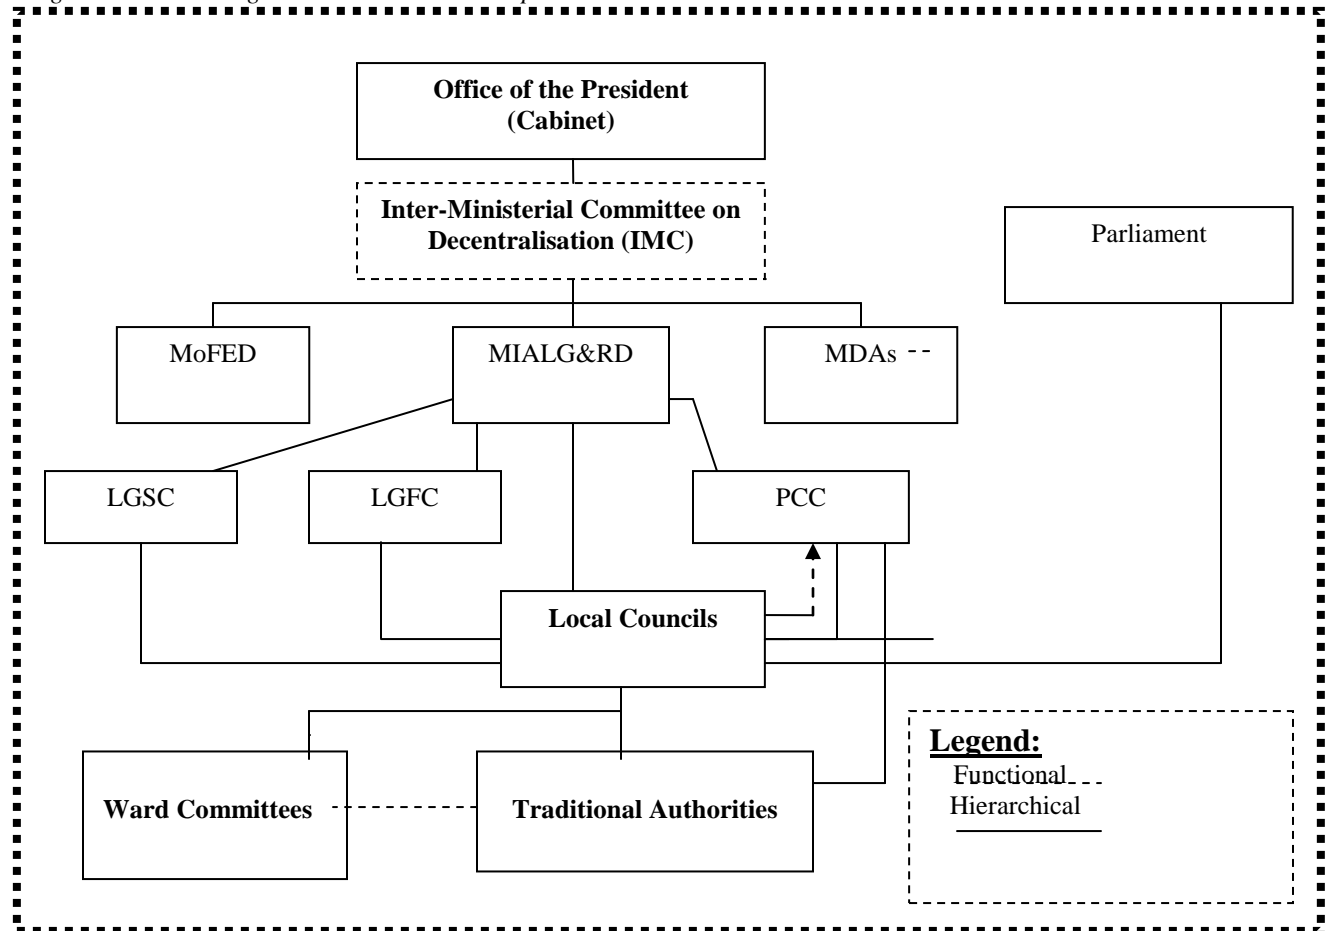 Office of the President
(Cabinet)
Inter-Ministerial Committee on
Decentralisation (IMC)
Parliament
MoFED
MIALG&RD
MDAs
LGSC
LGFC
PCC
Local Councils
Ward Committees
Traditional Authorities
Legend:
Functional
Hierarchical